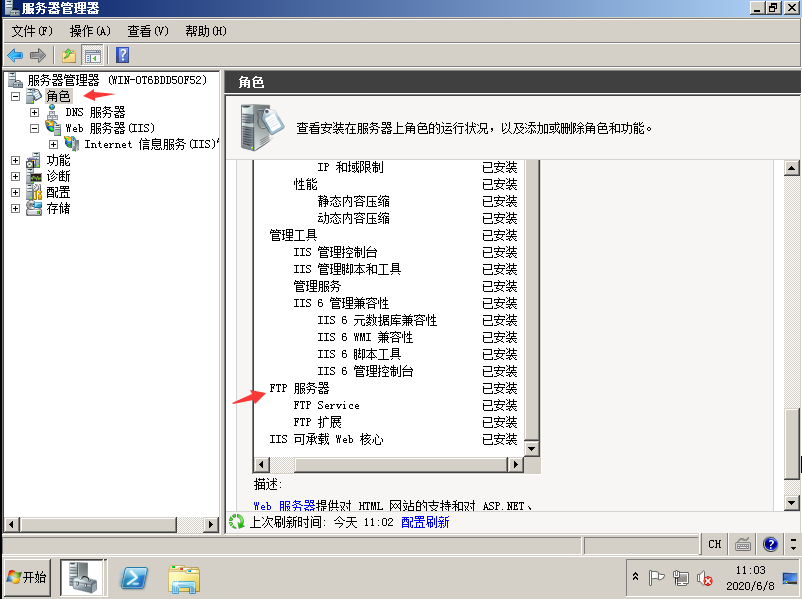 服务器管理器
文件(F) 操作(A) 查看(V) 帮助(H)
服务器管理器 (WIN-OT6BDD5OF52)
角色
DNS 服务器
Web 服务器(IIS)
Internet 信息服务(IIS)
功能
诊断
配置
存储
角色
查看安装在服务器上角色的运行状况，以及添加或删除角色和功能。
IP 和域限制 已安装
性能 已安装
静态内容压缩 已安装
动态内容压缩 已安装
管理工具 已安装
IIS 管理控制台 已安装
IIS 管理脚本和工具 已安装
管理服务 已安装
IIS 6 管理兼容性 已安装
IIS 6 元数据库兼容性 已安装
IIS 6 WMI 兼容性 已安装
IIS 6 脚本工具 已安装
IIS 6 管理控制台 已安装
FTP 服务器 已安装
FTP Service 已安装
FTP 扩展 已安装
IIS 可承载 Web 核心 已安装
描述:
Web 服务器提供对 HTML 网站的支持和对 ASP.NET、
上次刷新时间: 今天 11:02 配置刷新
CH
开始
11:03
2020/6/8